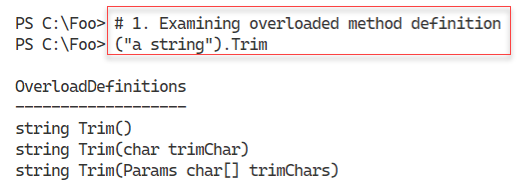 PS C:\Foo> # 1. Examining overloaded method definition
PS C:\Foo> ("a string").Trim
OverloadDefinitions
-------------------
string Trim()
string Trim(char trimChar)
string Trim(Params char[] trimChars)